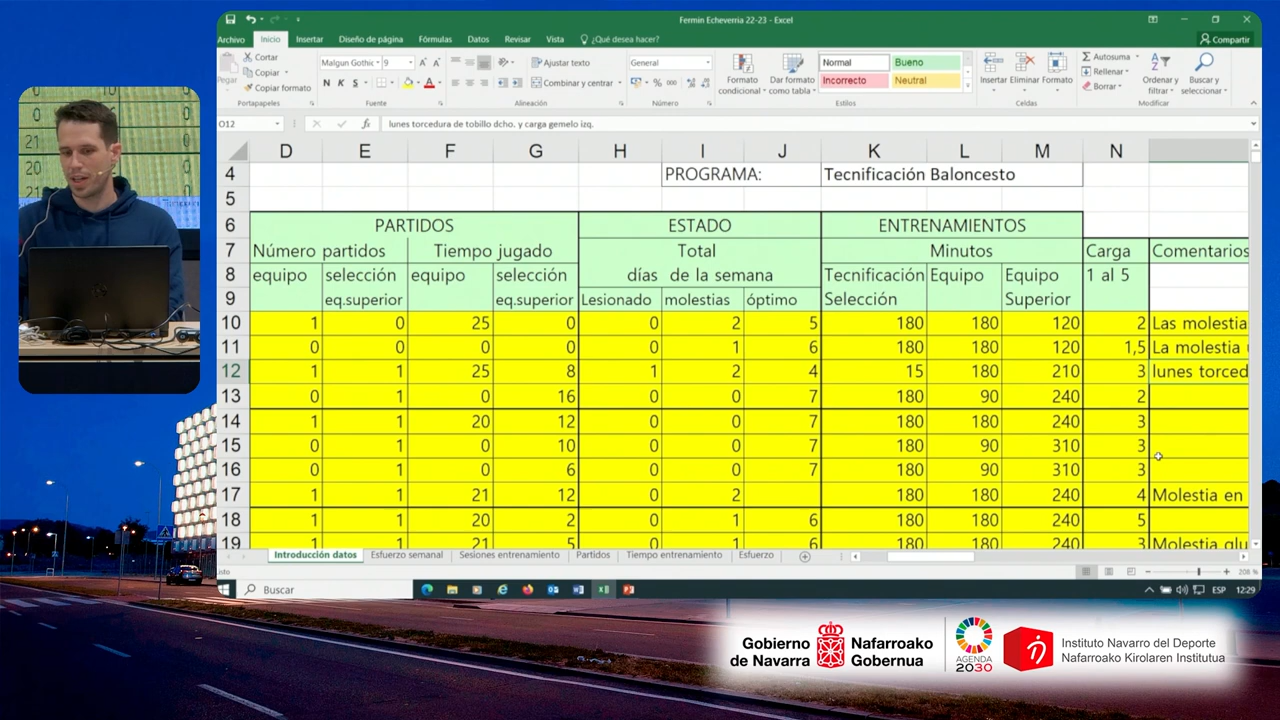 Fermin Echeverria 22-23 - Excel
Archivo Inicio Insertar Diseño de página Fórmulas Datos Revisar Vista ¿Qué desea hacer? Compartir
Pegar
Cortar
Copiar
Copiar formato
Portapapeles
Malgun Gothic 9
N K S
Fuente
Ajustar texto
Combinar y centrar
Alineación
General
% 000
Número
Formato condicional
Dar formato como tabla
Normal Bueno
Incorrecto Neutral
Estilos
Insertar Eliminar Formato
Celdas
Autosuma
Rellenar
Borrar
Ordenar y filtrar
Buscar y seleccionar
Modificar
O12 fx lunes torcedura de tobillo dcho. y carga gemelo izq.
D E F G H I J K L M N
4 PROGRAMA: Tecnificación Baloncesto
5
6 PARTIDOS ESTADO ENTRENAMIENTOS
7 Número partidos Tiempo jugado Total Minutos Carga Comentarios
8 equipo selección equipo selección días de la semana Tecnificación Equipo Equipo 1 al 5
9 eq.superior eq.superior Lesionado molestias óptimo Selección Superior
10 1 0 25 0 0 2 5 180 180 120 2 Las molestia
11 0 0 0 0 0 1 6 180 180 120 1,5 La molestia
12 1 1 25 8 1 2 4 15 180 210 3 lunes torced
13 0 1 0 16 0 0 7 180 90 240 2
14 1 1 20 12 0 0 7 180 180 240 3
15 0 1 0 10 0 0 7 180 90 310 3
16 0 1 0 6 0 0 7 180 90 310 3
17 1 1 21 12 0 2 180 180 240 4 Molestia en
18 1 1 20 2 0 1 6 180 180 240 5
19 1 1 21 5 0 1 6 180 180 240 3 Molestia glu
Introducción datos Esfuerzo semanal Sesiones entrenamiento Partidos Tiempo entrenamiento Esfuerzo
208 %
Buscar
ESP 12:29
Gobierno de Navarra
Nafarroako Gobernua
AGENDA
2030
Instituto Navarro del Deporte
Nafarroako Kirolaren Institutua